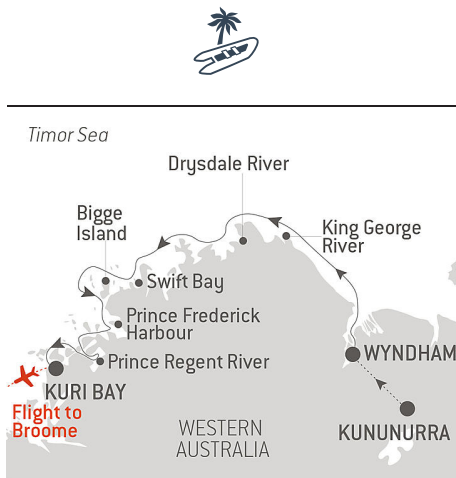 Timor Sea
Drysdale River
Bigge
Island
King George
River
Swift Bay
Prince Frederick
Harbour
WYNDHAM
Prince Regent River
KURI BAY
Flight to
Broome
WESTERN
AUSTRALIA
KUNUNURRA